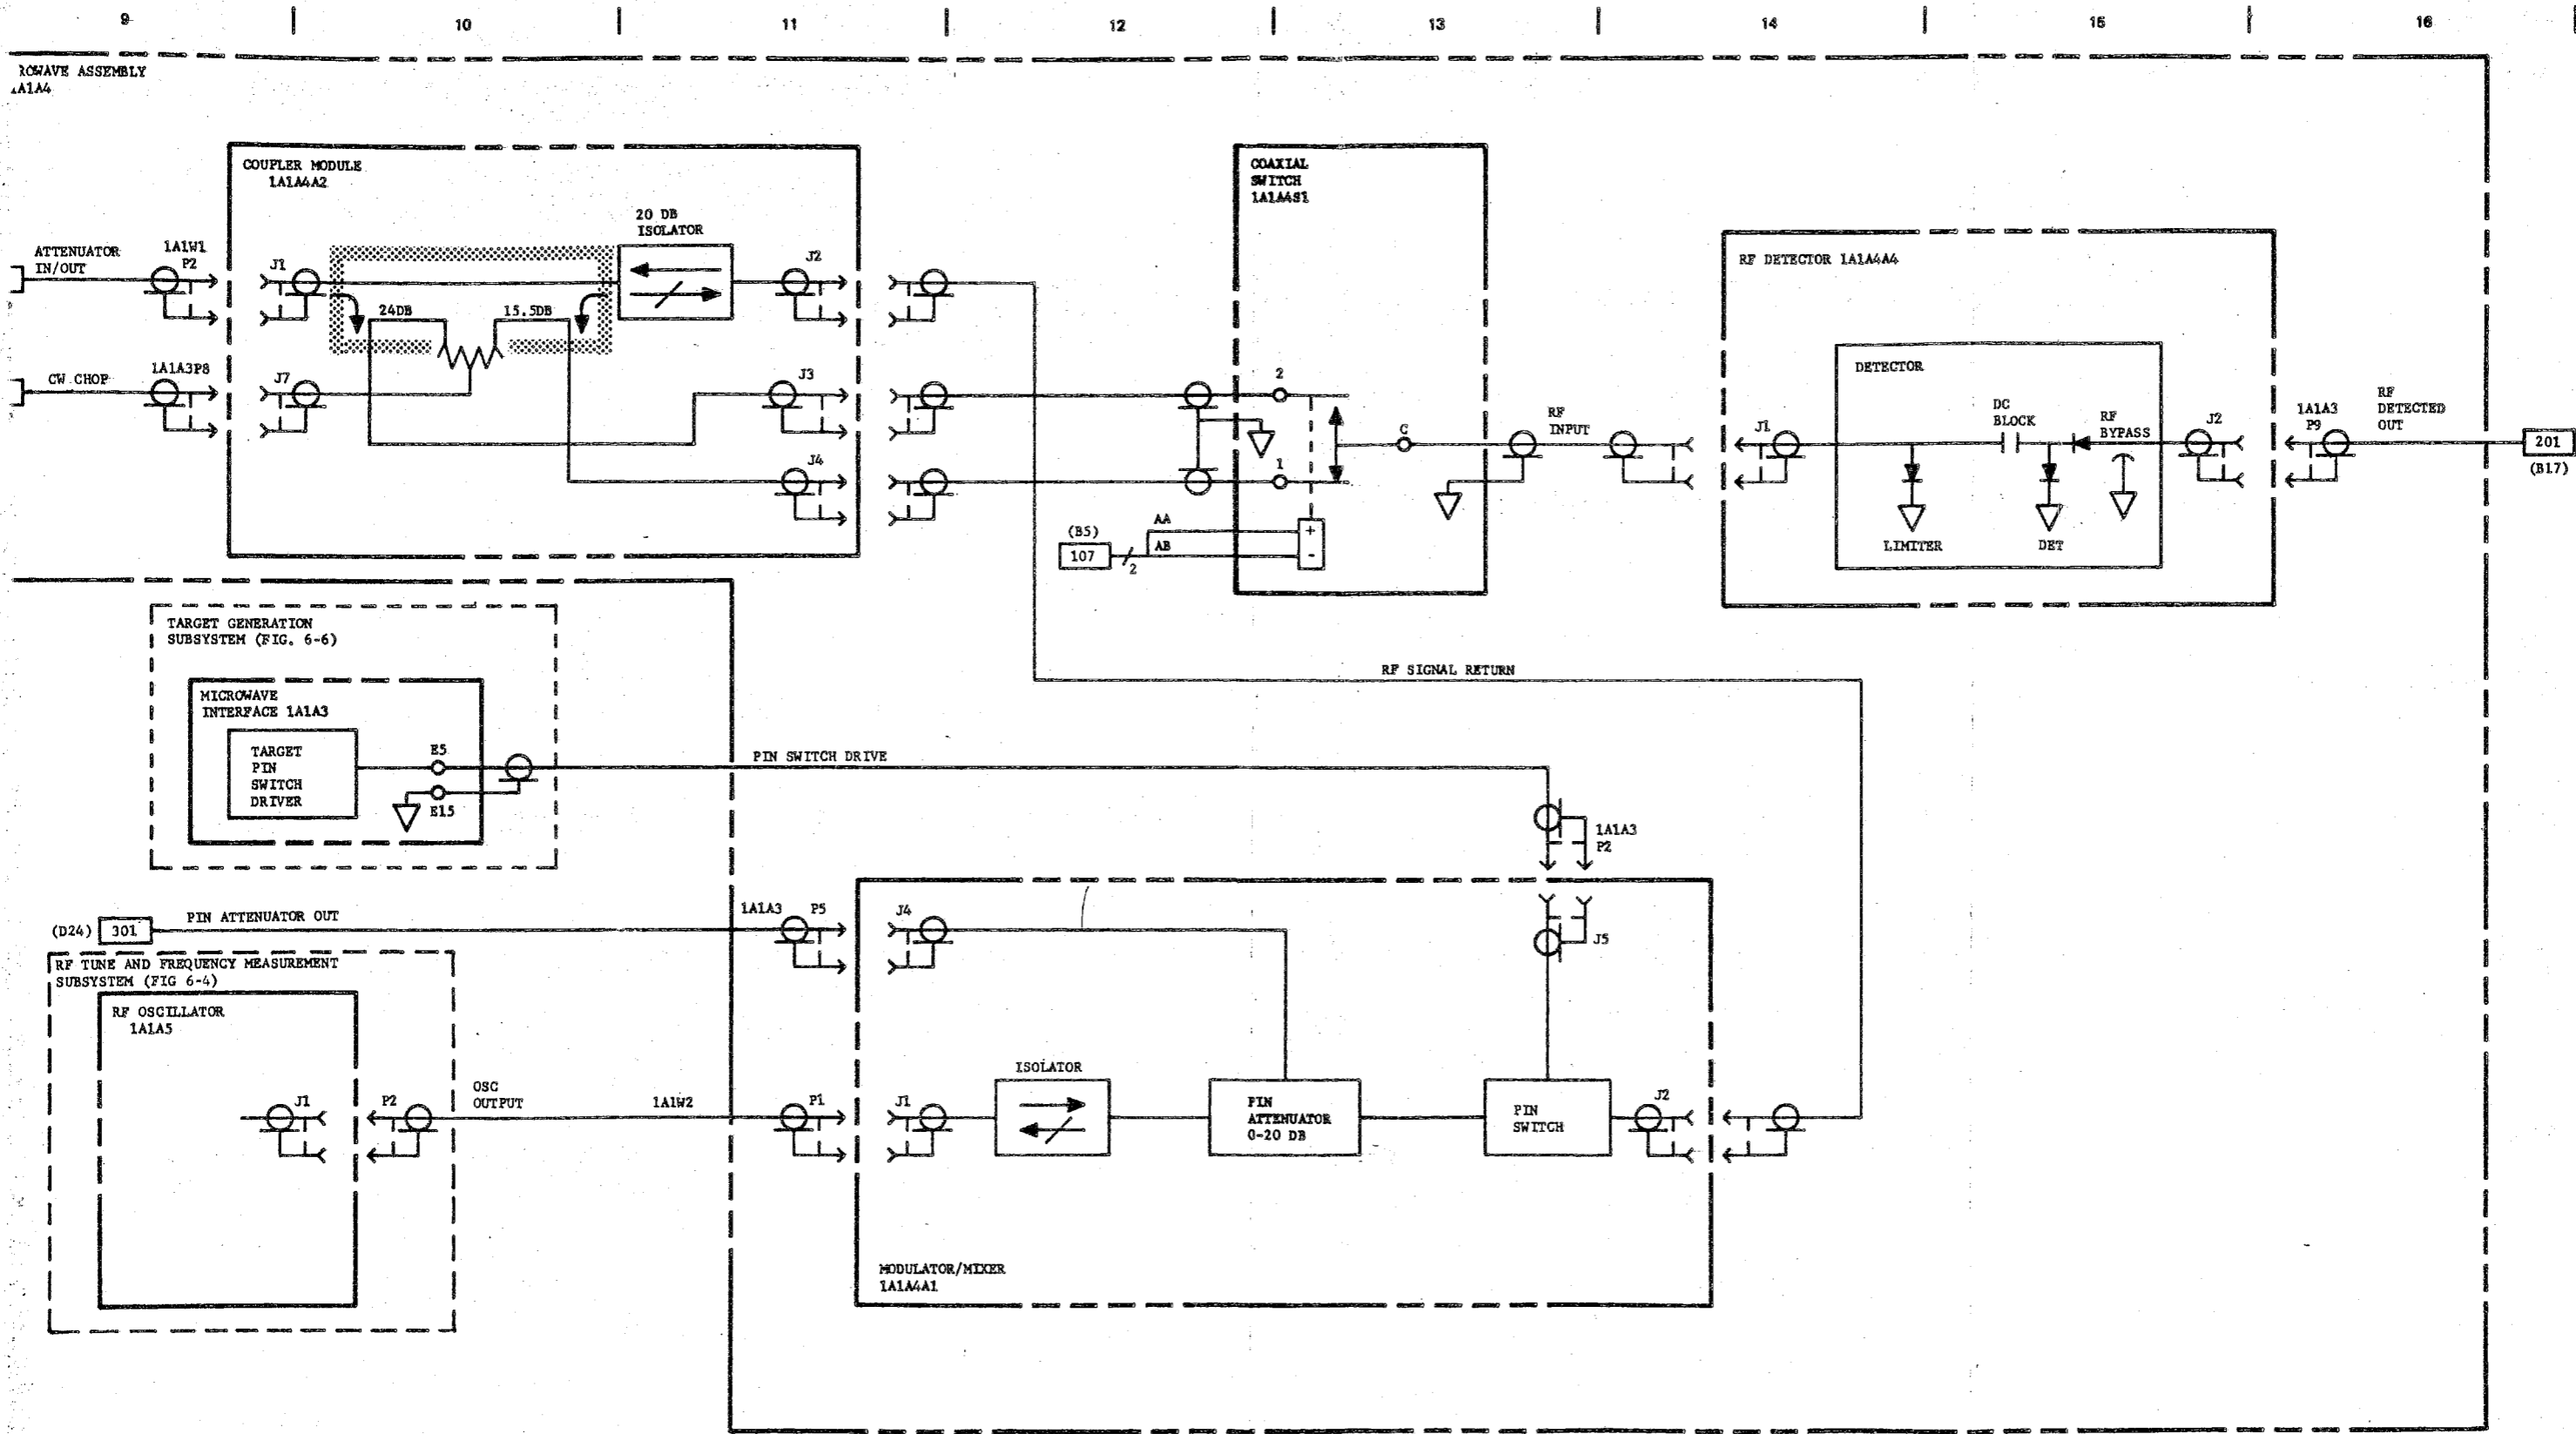 9 10 11 12 13 14 15 16
ROWAVE ASSEMBLY
1A1A4
COUPLER MODULE
1A1A4A2
20 DB
ISOLATOR
ATTENUATOR
IN/OUT
1A1W1
P2
J1
24DB
15.5DB
J2
CW CHOP
1A1A3P8
J7
J3
J4
COAXIAL
SWITCH
1A1A4S1
2
1
C
(B5)
107
2
AA
AB
+
-
RF
INPUT
RF DETECTOR 1A1A4A4
J1
DETECTOR
DC
BLOCK
RF
BYPASS
LIMITER
DET
J2
1A1A3
P9
RF
DETECTED
OUT
201
(B17)
TARGET GENERATION
SUBSYSTEM (FIG. 6-6)
MICROWAVE
INTERFACE 1A1A3
TARGET
PIN
SWITCH
DRIVER
E5
E15
PIN SWITCH DRIVE
RF SIGNAL RETURN
1A1A3
P2
J5
(D24) 301
PIN ATTENUATOR OUT
1A1A3 P5
J4
RF TUNE AND FREQUENCY MEASUREMENT
SUBSYSTEM (FIG 6-4)
RF OSCILLATOR
1A1A5
J1
P2
OSC
OUTPUT
1A1W2
P1
J1
ISOLATOR
PIN
ATTENUATOR
0-20 DB
PIN
SWITCH
J2
MODULATOR/MIXER
1A1A4A1